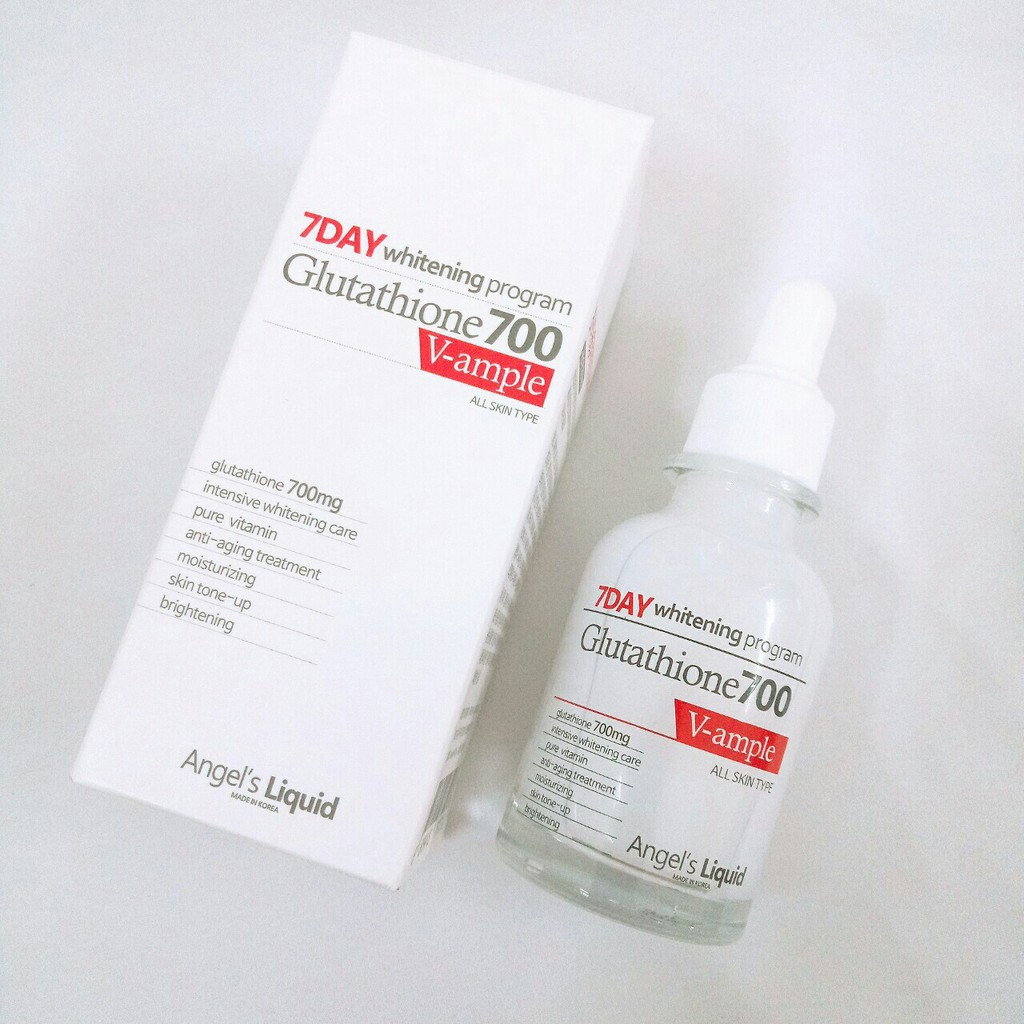 7DAY whitening program
Glutathione 700
V-ample
ALL SKIN TYPE
glutathione 700mg
intensive whitening care
pure vitamin
anti-aging treatment
moisturizing
skin tone-up
brightening
Angel's Liquid
MADE IN KOREA
7DAY whitening program
Glutathione 700
V-ample
ALL SKIN TYPE
glutathione 700mg
intensive whitening care
pure vitamin
anti-aging treatment
moisturizing
skin tone-up
brightening
Angel's Liquid
MADE IN KOREA